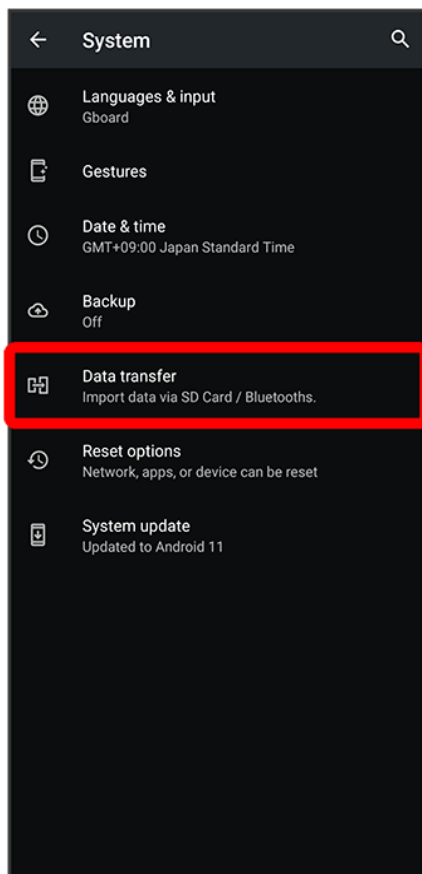 System
Languages & input
Gboard
Gestures
Date & time
GMT+09:00 Japan Standard Time
Backup
Off
Data transfer
Import data via SD Card / Bluetooths.
Reset options
Network, apps, or device can be reset
System update
Updated to Android 11